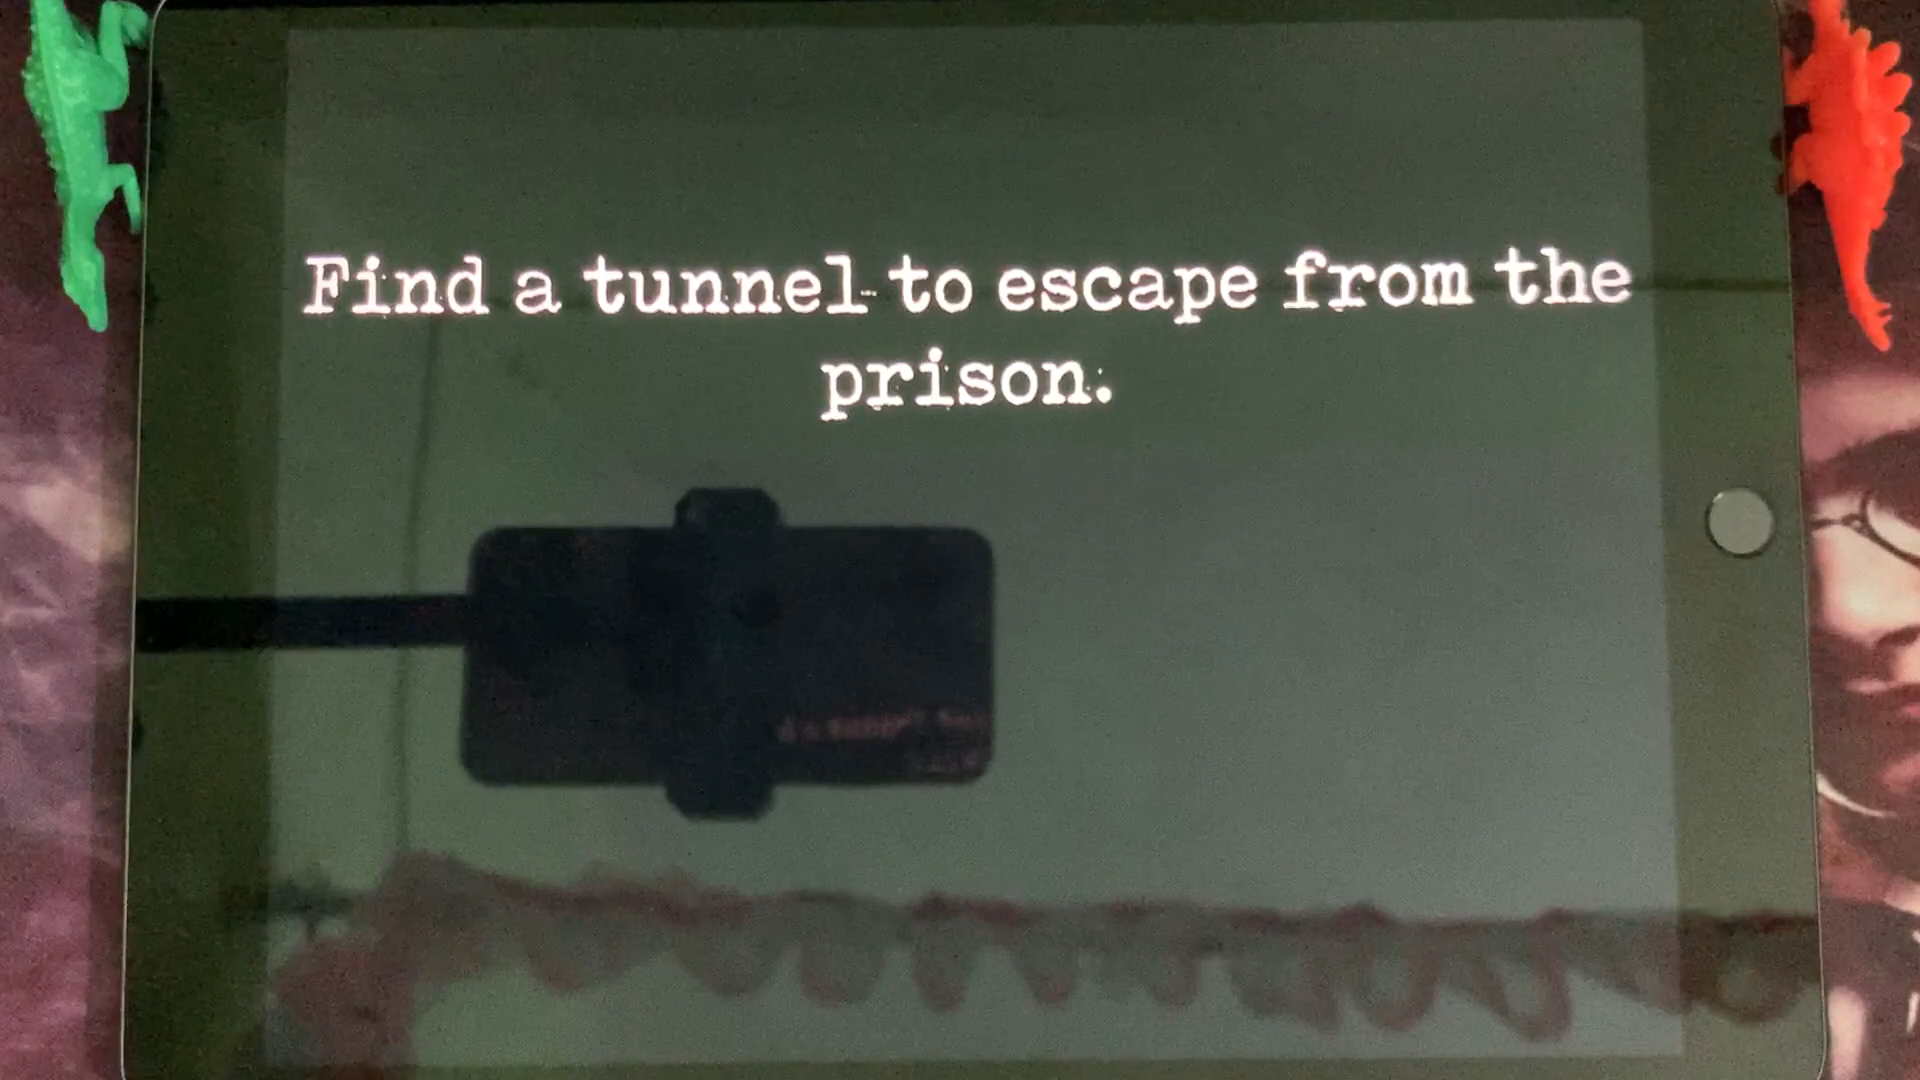 Find a tunnel to escape from the
prison.